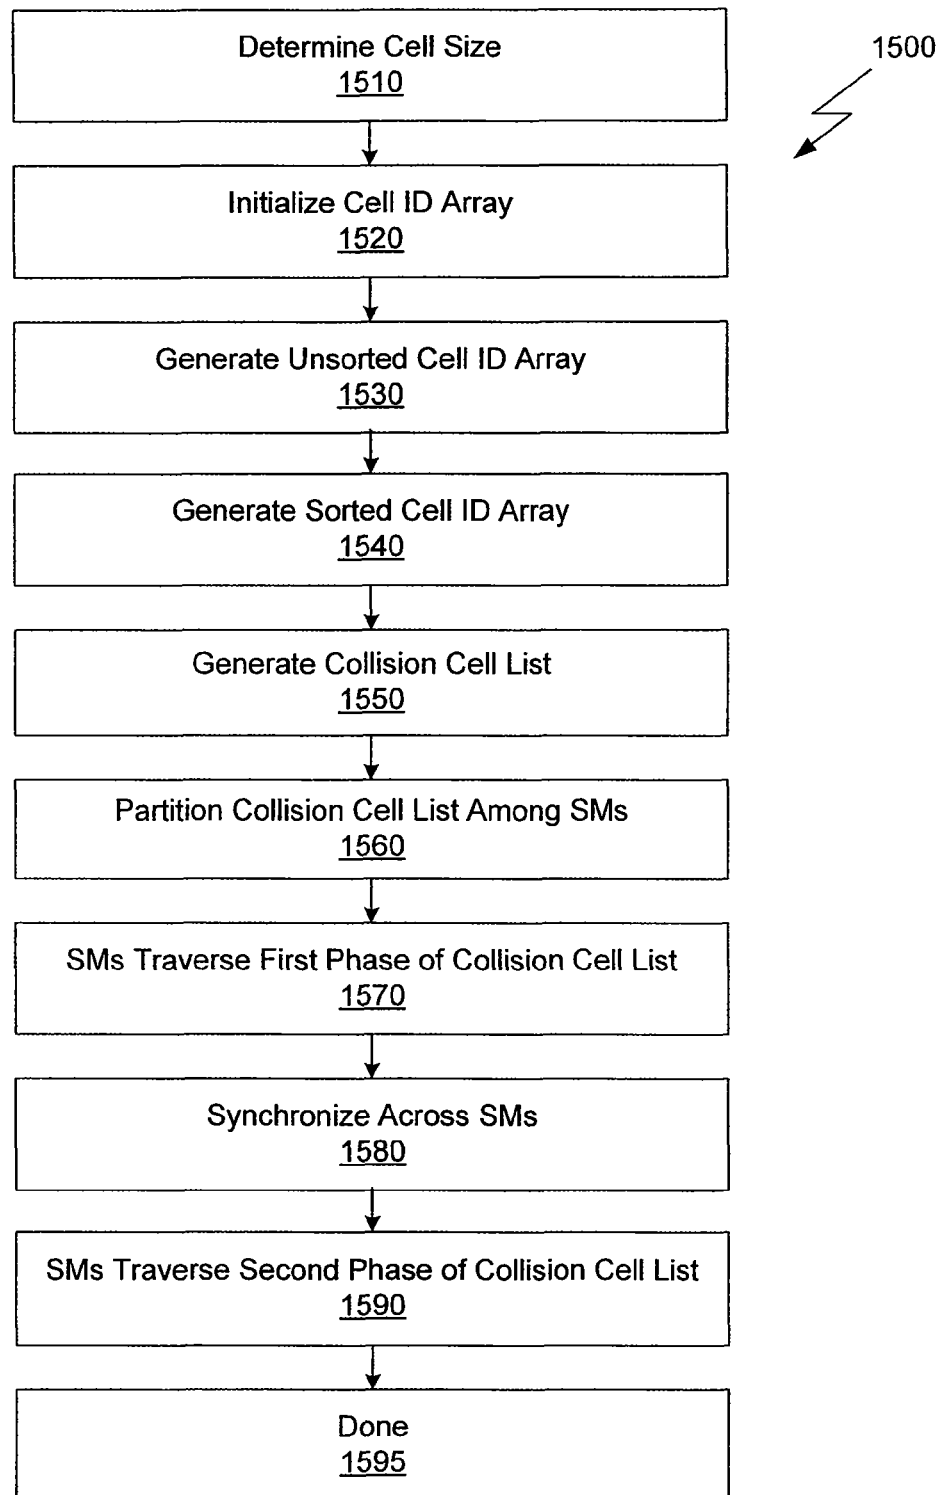 Determine Cell Size
1510
1500
Initialize Cell ID Array
1520
Generate Unsorted Cell ID Array
1530
Generate Sorted Cell ID Array
1540
Generate Collision Cell List
1550
Partition Collision Cell List Among SMs
1560
SMs Traverse First Phase of Collision Cell List
1570
Synchronize Across SMs
1580
SMs Traverse Second Phase of Collision Cell List
1590
Done
1595